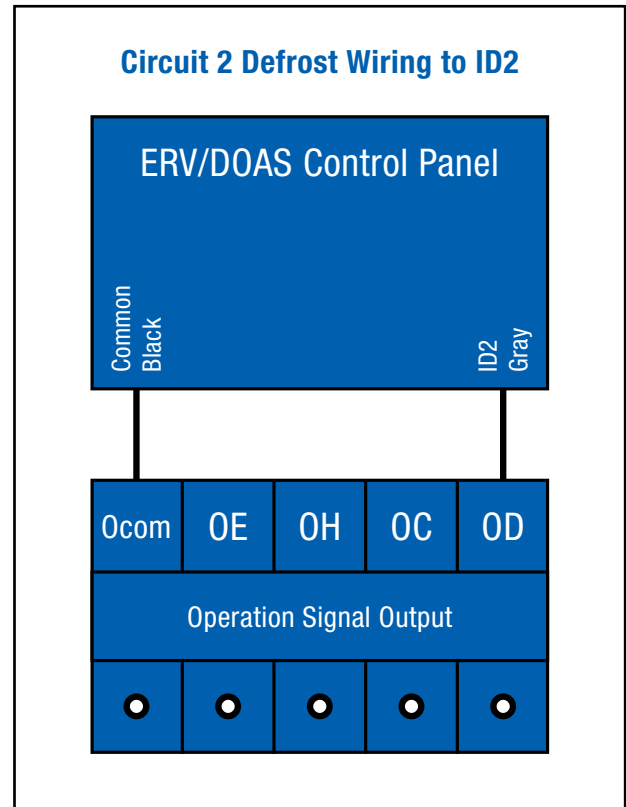 Circuit 2 Defrost Wiring to ID2
ERV/DOAS Control Panel
Common
Black
ID2
Gray
Ocom OE OH OC OD
Operation Signal Output